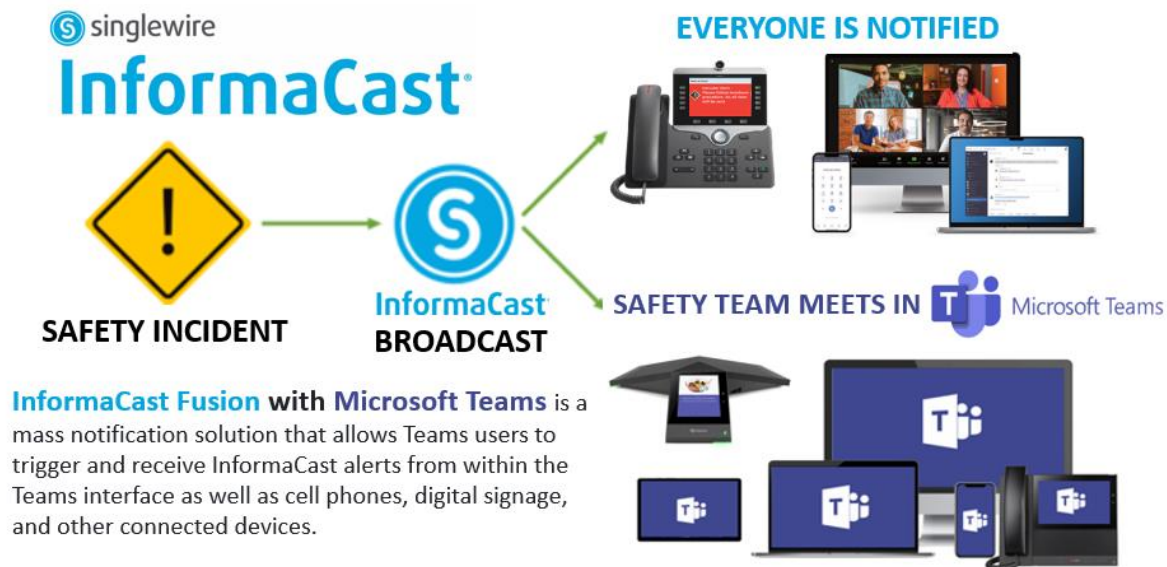 singlewire
InformaCast®
EVERYONE IS NOTIFIED
SAFETY INCIDENT
InformaCast
BROADCAST
SAFETY TEAM MEETS IN
Microsoft Teams
InformaCast Fusion with Microsoft Teams is a
mass notification solution that allows Teams users to
trigger and receive InformaCast alerts from within the
Teams interface as well as cell phones, digital signage,
and other connected devices.